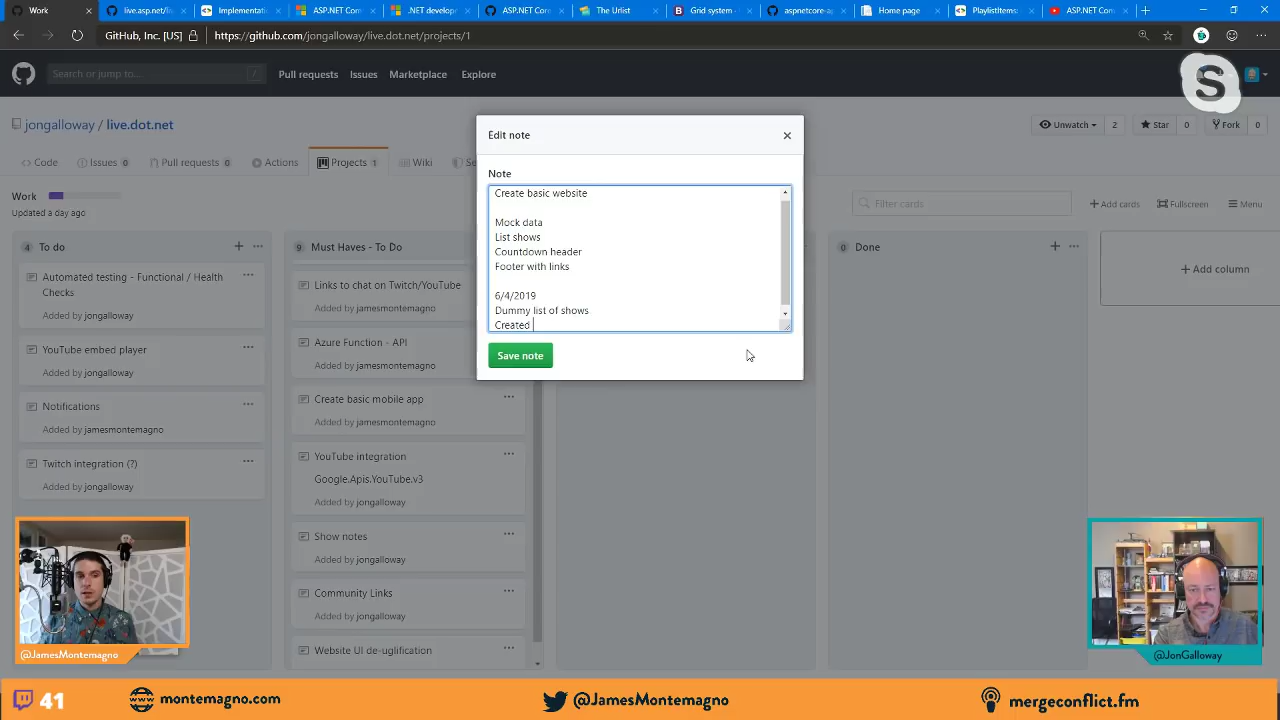 Work
live.asp.net/li
Implementati
ASP.NET Com
.NET develop
ASP.NET Cor
The Urlist
Grid system
aspnetcore-a
Home page
PlaylistItems:
ASP.NET Cor
GitHub, Inc. [US]
https://github.com/jongalloway/live.dot.net/projects/1
Search or jump to...
/
Pull requests
Issues
Marketplace
Explore
jongalloway / live.dot.net
Unwatch
2
Star
0
Fork
0
Code
Issues 0
Pull requests 0
Actions
Projects 1
Wiki
Se
Work
Updated a day ago
Filter cards
+ Add cards
Fullscreen
Menu
4 To do
Automated testing - Functional / Health
Checks
Added by jongalloway
YouTube embed player
Added by jongalloway
Notifications
Added by jamesmontemagno
Twitch integration (?)
Added by jongalloway
9 Must Haves - To Do
Links to chat on Twitch/YouTube
Added by jamesmontemagno
Azure Function - API
Added by jamesmontemagno
Create basic mobile app
Added by jamesmontemagno
YouTube integration
Google.Apis.YouTube.v3
Added by jongalloway
Show notes
Added by jongalloway
Community Links
Added by jongalloway
Website UI de-uglification
Edit note
Note
Create basic website
Mock data
List shows
Countdown header
Footer with links
6/4/2019
Dummy list of shows
Created
Save note
0 Done
+ Add column
@JamesMontemagno
@JonGalloway
41
montemagno.com
@JamesMontemagno
mergeconflict.fm